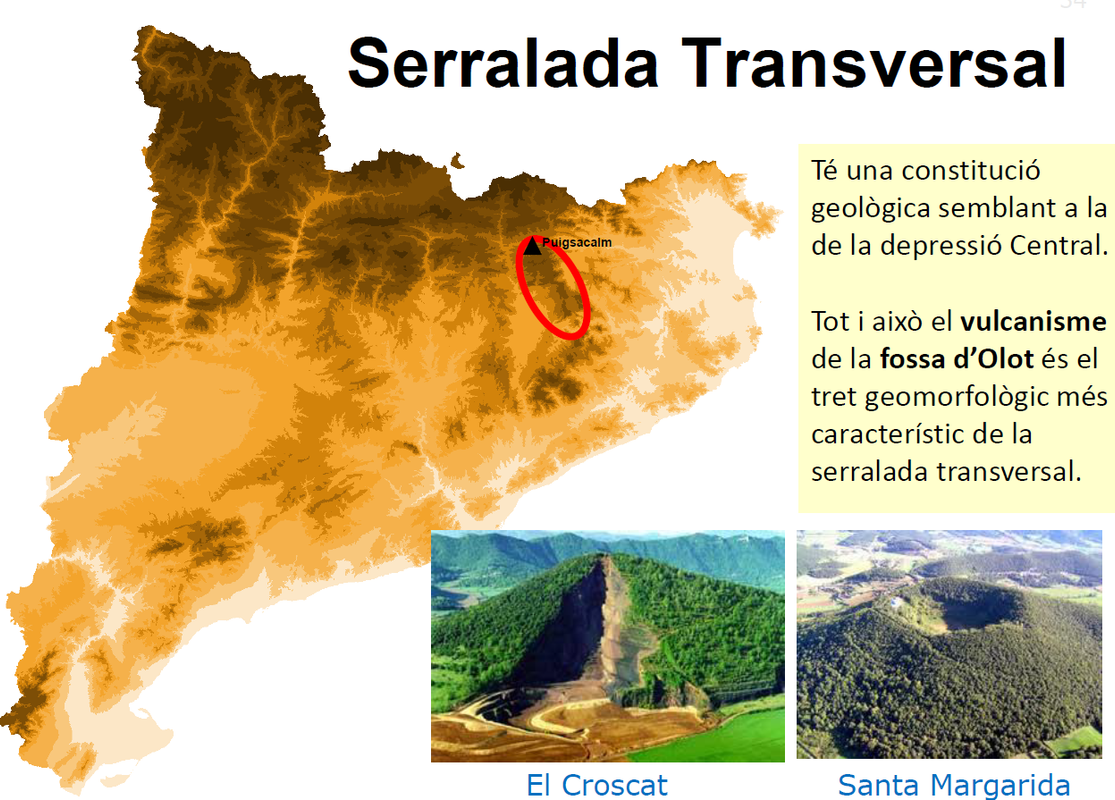 34
Serralada Transversal
Té una constitució
geològica semblant a la
de la depressió Central.
Puigsacalm
Tot i això el vulcanisme
de la fossa d’Olot és el
tret geomorfològic més
característic de la
serralada transversal.
El Croscat
Santa Margarida